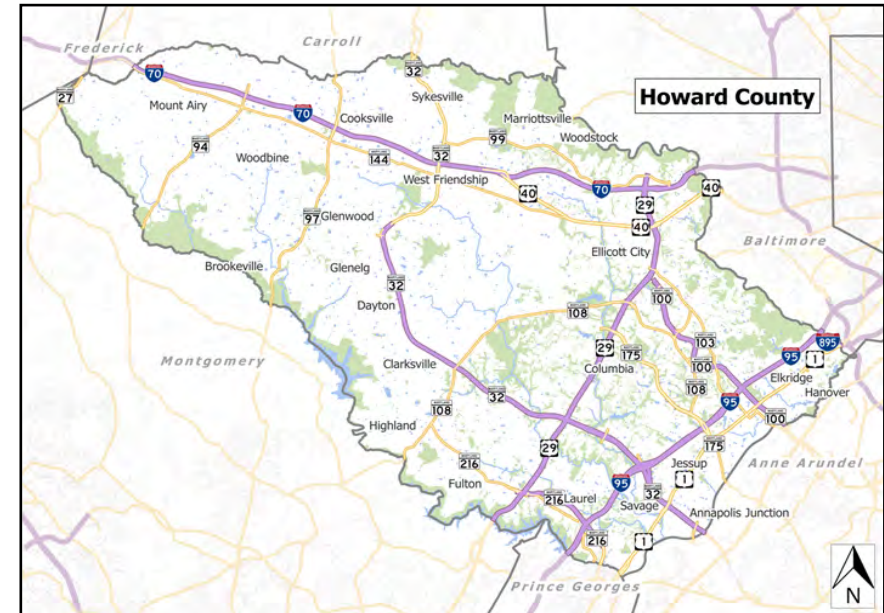 Frederick
Carroll
Howard County
70
32
27
Mount Airy
Sykesville
70
Cooksville
Marriottsville
Woodstock
94
99
Woodbine
144
32
West Friendship
40
70
40
29
97
Glenwood
40
Ellicott City
Baltimore
Brookeville
Glenelg
32
Dayton
100
108
Montgomery
29
175
103
895
95
1
Clarksville
Columbia
100
Elkridge
32
108
95
Hanover
108
Highland
100
175
29
216
Jessup
Anne Arundel
Fulton
95
1
216
Laurel
32
Savage
Annapolis Junction
216
1
Prince Georges
N